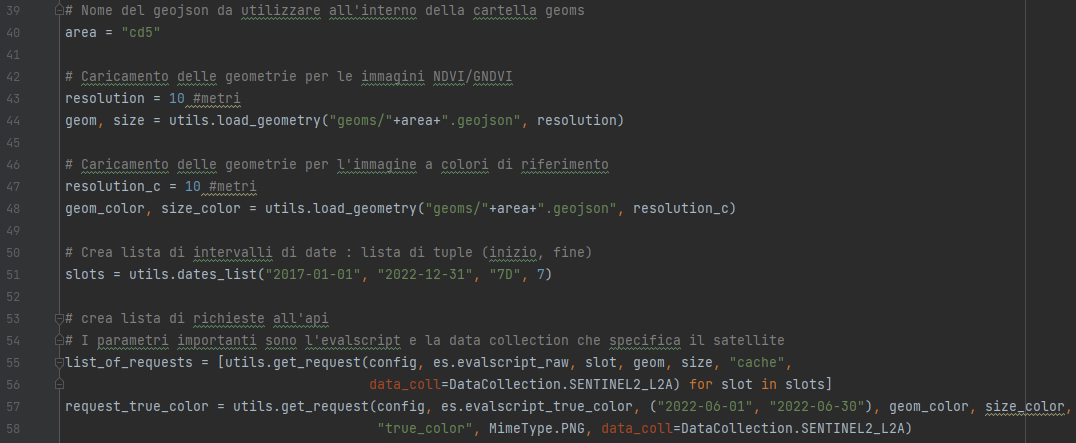 39 # Nome del geojson da utilizzare all'interno della cartella geoms
40 area = "cd5"
41
42 # Caricamento delle geometrie per le immagini NDVI/GNDVI
43 resolution = 10 #metri
44 geom, size = utils.load_geometry("geoms/"+area+".geojson", resolution)
45
46 # Caricamento delle geometrie per l'immagine a colori di riferimento
47 resolution_c = 10 #metri
48 geom_color, size_color = utils.load_geometry("geoms/"+area+".geojson", resolution_c)
49
50 # Crea lista di intervalli di date : lista di tuple (inizio, fine)
51 slots = utils.dates_list("2017-01-01", "2022-12-31", "7D", 7)
52
53 # crea lista di richieste all'api
54 # I parametri importanti sono l'evalscript e la data collection che specifica il satellite
55 list_of_requests = [utils.get_request(config, es.evalscript_raw, slot, geom, size, "cache",
56 data_coll=DataCollection.SENTINEL2_L2A) for slot in slots]
57 request_true_color = utils.get_request(config, es.evalscript_true_color, ("2022-06-01", "2022-06-30"), geom_color, size_color,
58 "true_color", MimeType.PNG, data_coll=DataCollection.SENTINEL2_L2A)